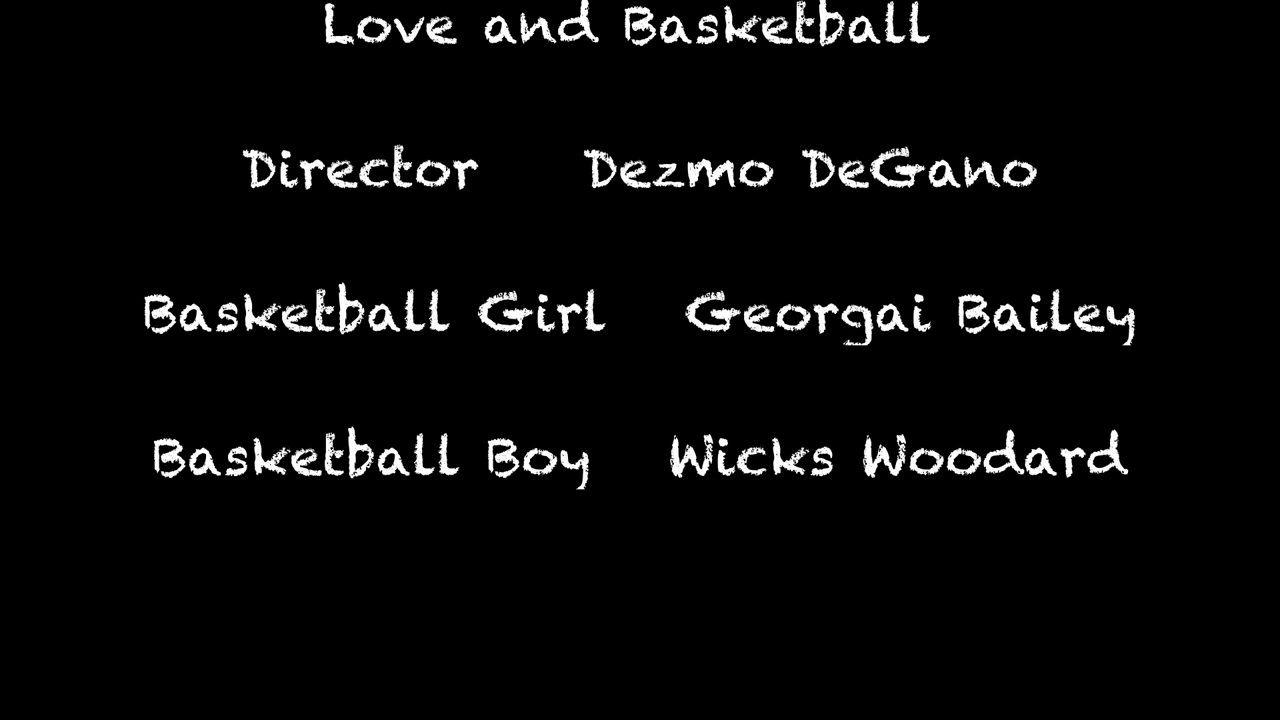 Love and Basketball
Director Dezmo DeGano
Basketball Girl Georgai Bailey
Basketball Boy Wicks Woodard